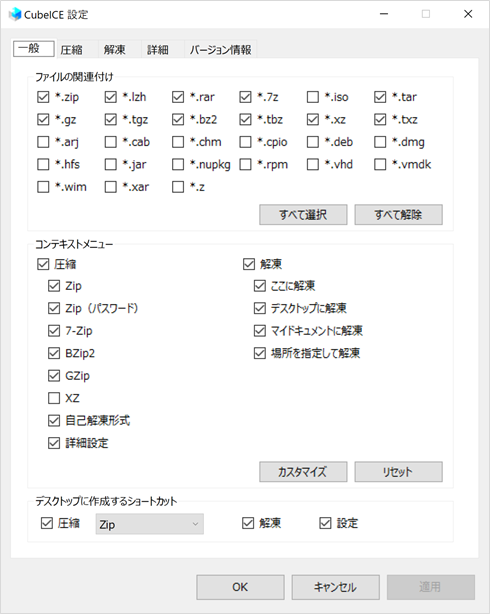 CubeICE 設定
一般 圧縮 解凍 詳細 バージョン情報
ファイルの関連付け
*.zip *.lzh *.rar *.7z *.iso *.tar
*.gz *.tgz *.bz2 *.tbz *.xz *.txz
*.arj *.cab *.chm *.cpio *.deb *.dmg
*.hfs *.jar *.nupkg *.rpm *.vhd *.vmdk
*.wim *.xar *.z
すべて選択 すべて解除
コンテキストメニュー
圧縮 解凍
Zip ここに解凍
Zip（パスワード） デスクトップに解凍
7-Zip マイドキュメントに解凍
BZip2 場所を指定して解凍
GZip
XZ
自己解凍形式
詳細設定
カスタマイズ リセット
デスクトップに作成するショートカット
圧縮 Zip 解凍 設定
OK キャンセル 適用